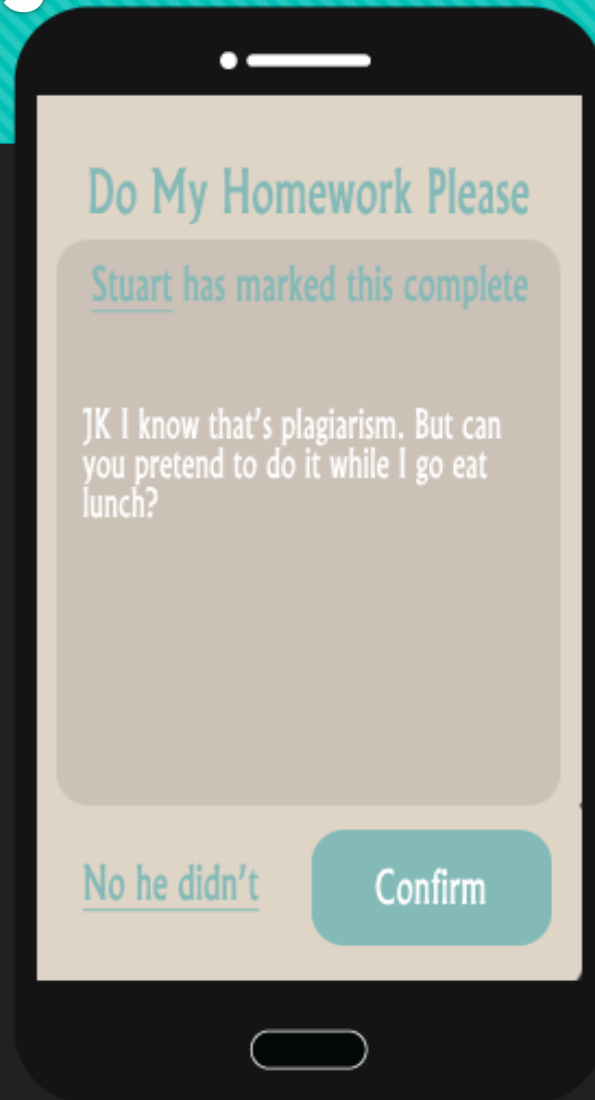 Do My Homework Please
Stuart has marked this complete
JK I know that's plagiarism. But can
you pretend to do it while I go eat
lunch?
No he didn't
Confirm